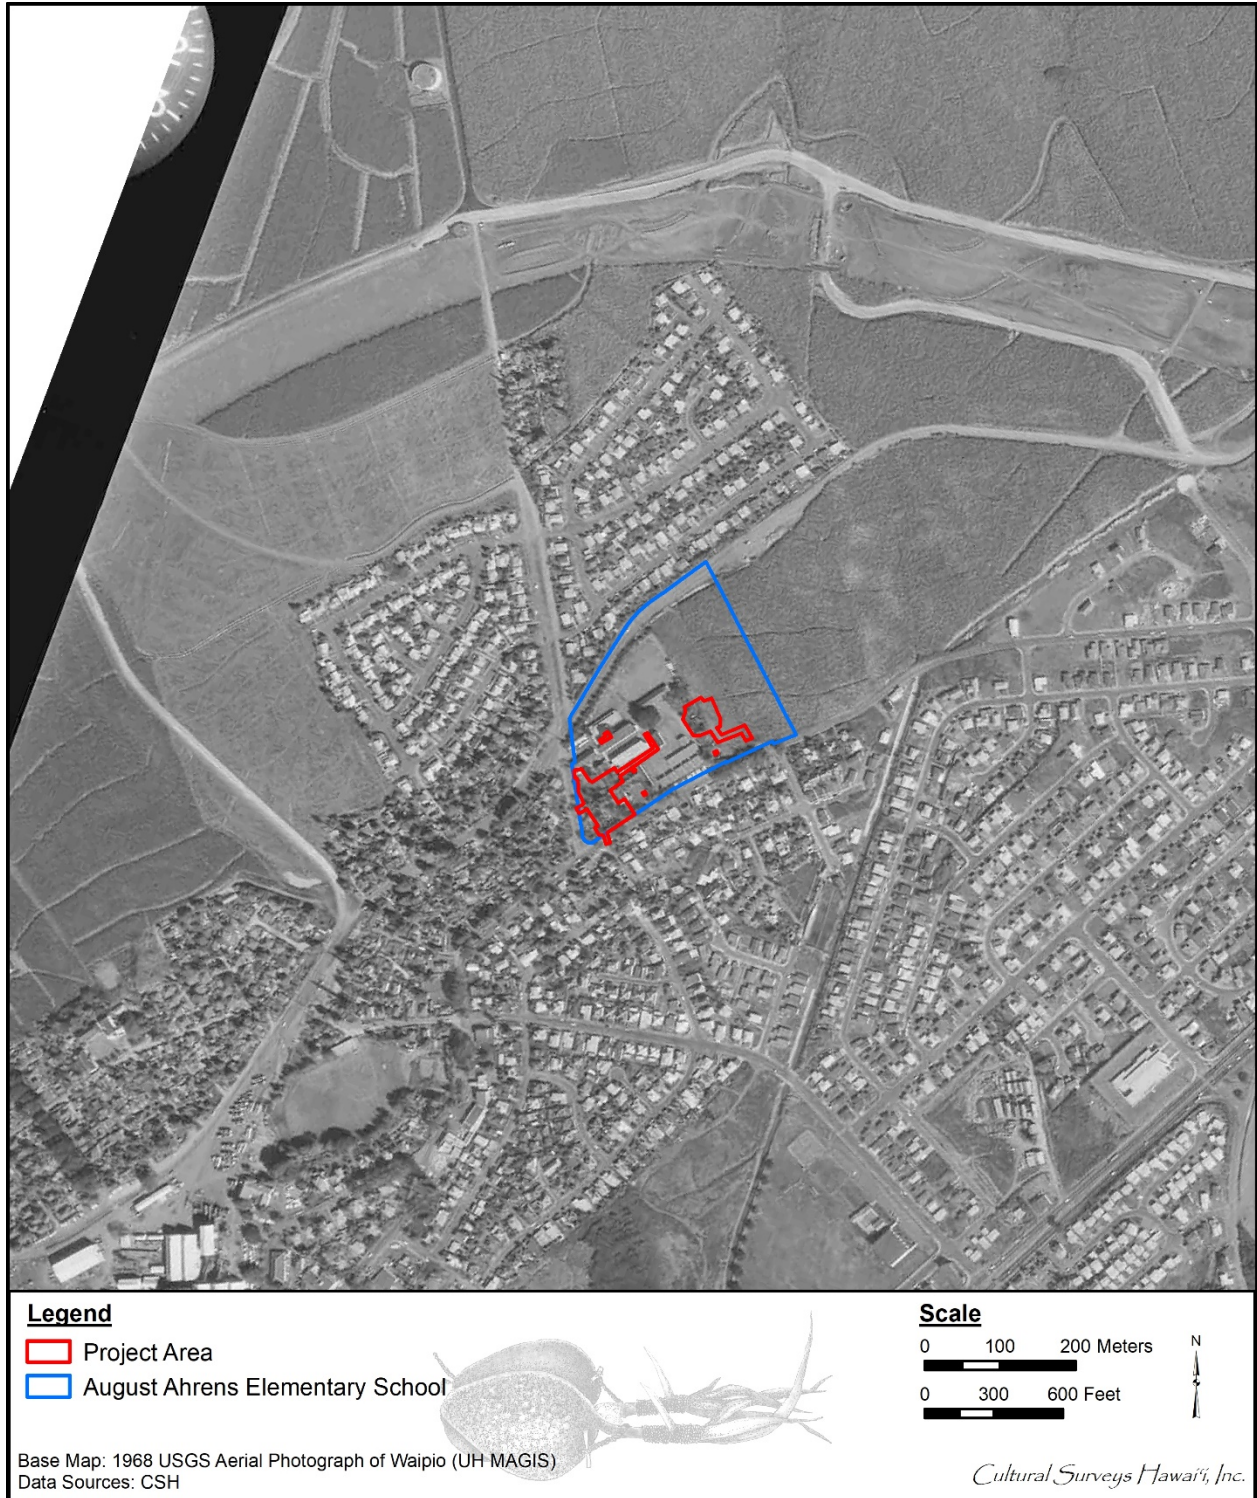 Legend
Project Area
August Ahrens Elementary School
Base Map: 1968 USGS Aerial Photograph of Waipio (UH MAGIS)
Data Sources: CSH
Scale
0 100 200 Meters
0 300 600 Feet
N
Cultural Surveys Hawaiʻi, Inc.